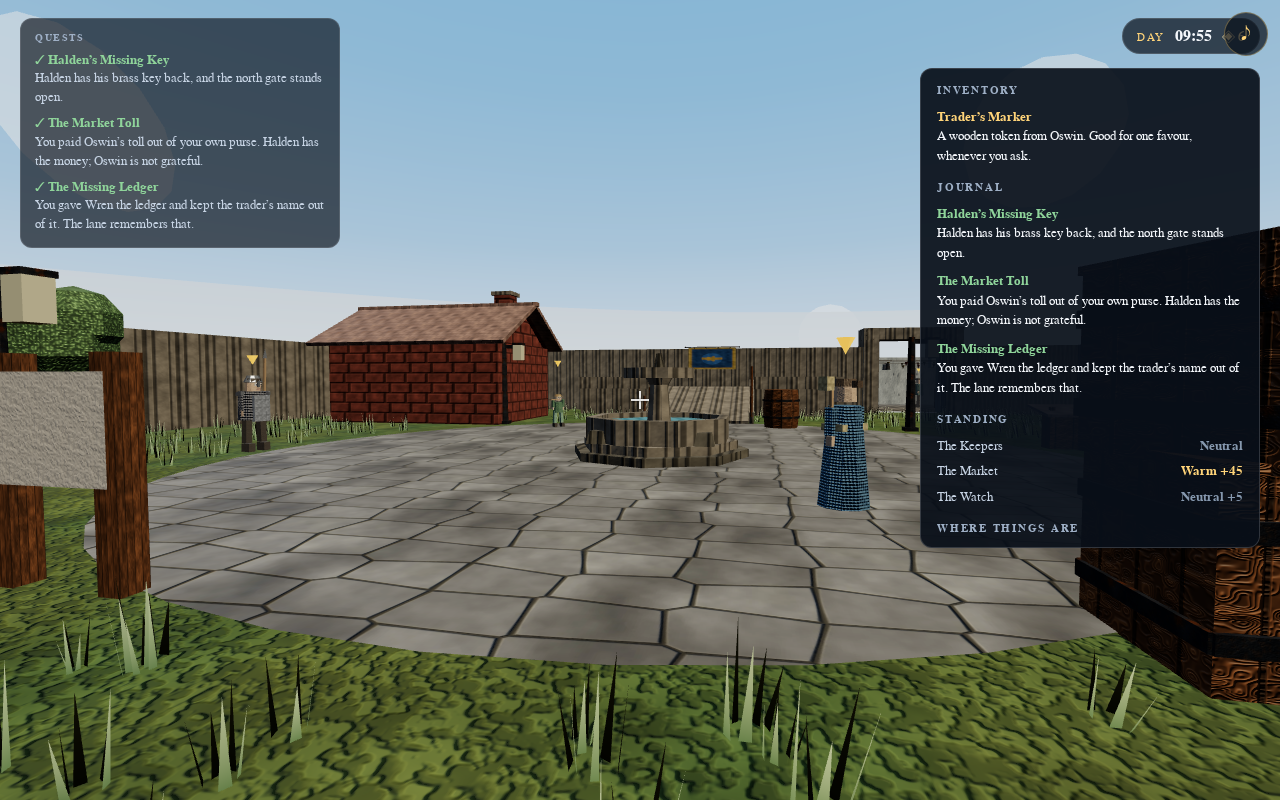 QUESTS
✓ Halden's Missing Key
Halden has his brass key back, and the north gate stands
open.
✓ The Market Toll
You paid Oswin's toll out of your own purse. Halden has
the money; Oswin is not grateful.
✓ The Missing Ledger
You gave Wren the ledger and kept the trader's name out
of it. The lane remembers that.
DAY 09:55
INVENTORY
Trader's Marker
A wooden token from Oswin. Good for one favour,
whenever you ask.
JOURNAL
Halden's Missing Key
Halden has his brass key back, and the north gate stands
open.
The Market Toll
You paid Oswin's toll out of your own purse. Halden has the
money; Oswin is not grateful.
The Missing Ledger
You gave Wren the ledger and kept the trader's name out of
it. The lane remembers that.
STANDING
The Keepers Neutral
The Market Warm +45
The Watch Neutral +5
WHERE THINGS ARE